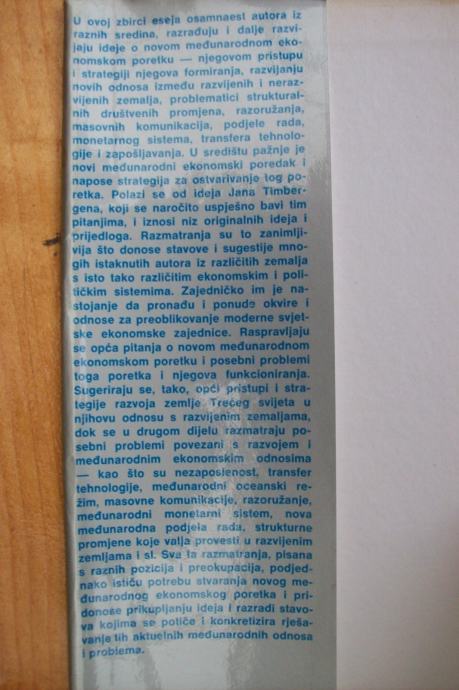 U ovoj zbirci eseja osamnaest autora iz
raznih sredina, razrađuju i dalje razvi-
jaju ideje o novom međunarodnom eko-
nomskom poretku — njegovom pristupu
i strategiji njegova formiranja, razvijanju
novih odnosa između razvijenih i neraz-
vijenih zemalja, problematici struktural-
nih društvenih promjena, razoružanja,
masovnih komunikacija, podjele rada,
monetarnog sistema, transfera tehnolo-
gije i zapošljavanja. U središtu pažnje je
novi međunarodni ekonomski poredak i
napose strategija za ostvarivanje tog po-
retka. Polazi se od ideja Jana Timber-
gena, koji se naročito uspješno bavi tim
pitanjima, i iznosi niz originalnih ideja i
prijedloga. Razmatranja su to zanimlji-
vija što donose stavove i sugestije mno-
gih istaknutih autora iz različitih zemalja
s isto tako različitim ekonomskim i poli-
tičkim sistemima. Zajedničko im je na-
stojanje da pronađu i ponude okvire i
odnose za preoblikovanje moderne svjet-
ske ekonomske zajednice. Raspravljaju
se opća pitanja o novom međunarodnom
ekonomskom poretku i posebni problemi
toga poretka i njegova funkcioniranja.
Sugeriraju se, tako, opći pristupi i stra-
tegije razvoja zemlje Trećeg svijeta u
njihovu odnosu s razvijenim zemaljama,
dok se u drugom dijelu razmatraju po-
sebni problemi povezani s razvojem i
međunarodnim ekonomskim odnosima
— kao što su nezaposlenost, transfer
tehnologije, međunarodni oceanski re-
žim, masovne komunikacije, razoružanje,
međunarodni monetarni sistem, nova
međunarodna podjela rada, strukturne
promjene koje valja provesti u razvijenim
zemljama i sl. Sva ta razmatranja, pisana
s raznih pozicija i preokupacija, podjed-
nako ističu potrebu stvaranja novog me-
đunarodnog ekonomskog poretka i pri-
donose prikupljanju ideja i razradi stavo-
va kojima se potiče i konkretizira rješa-
vanje tih aktuelnih međunarodnih odnosa
i problema.